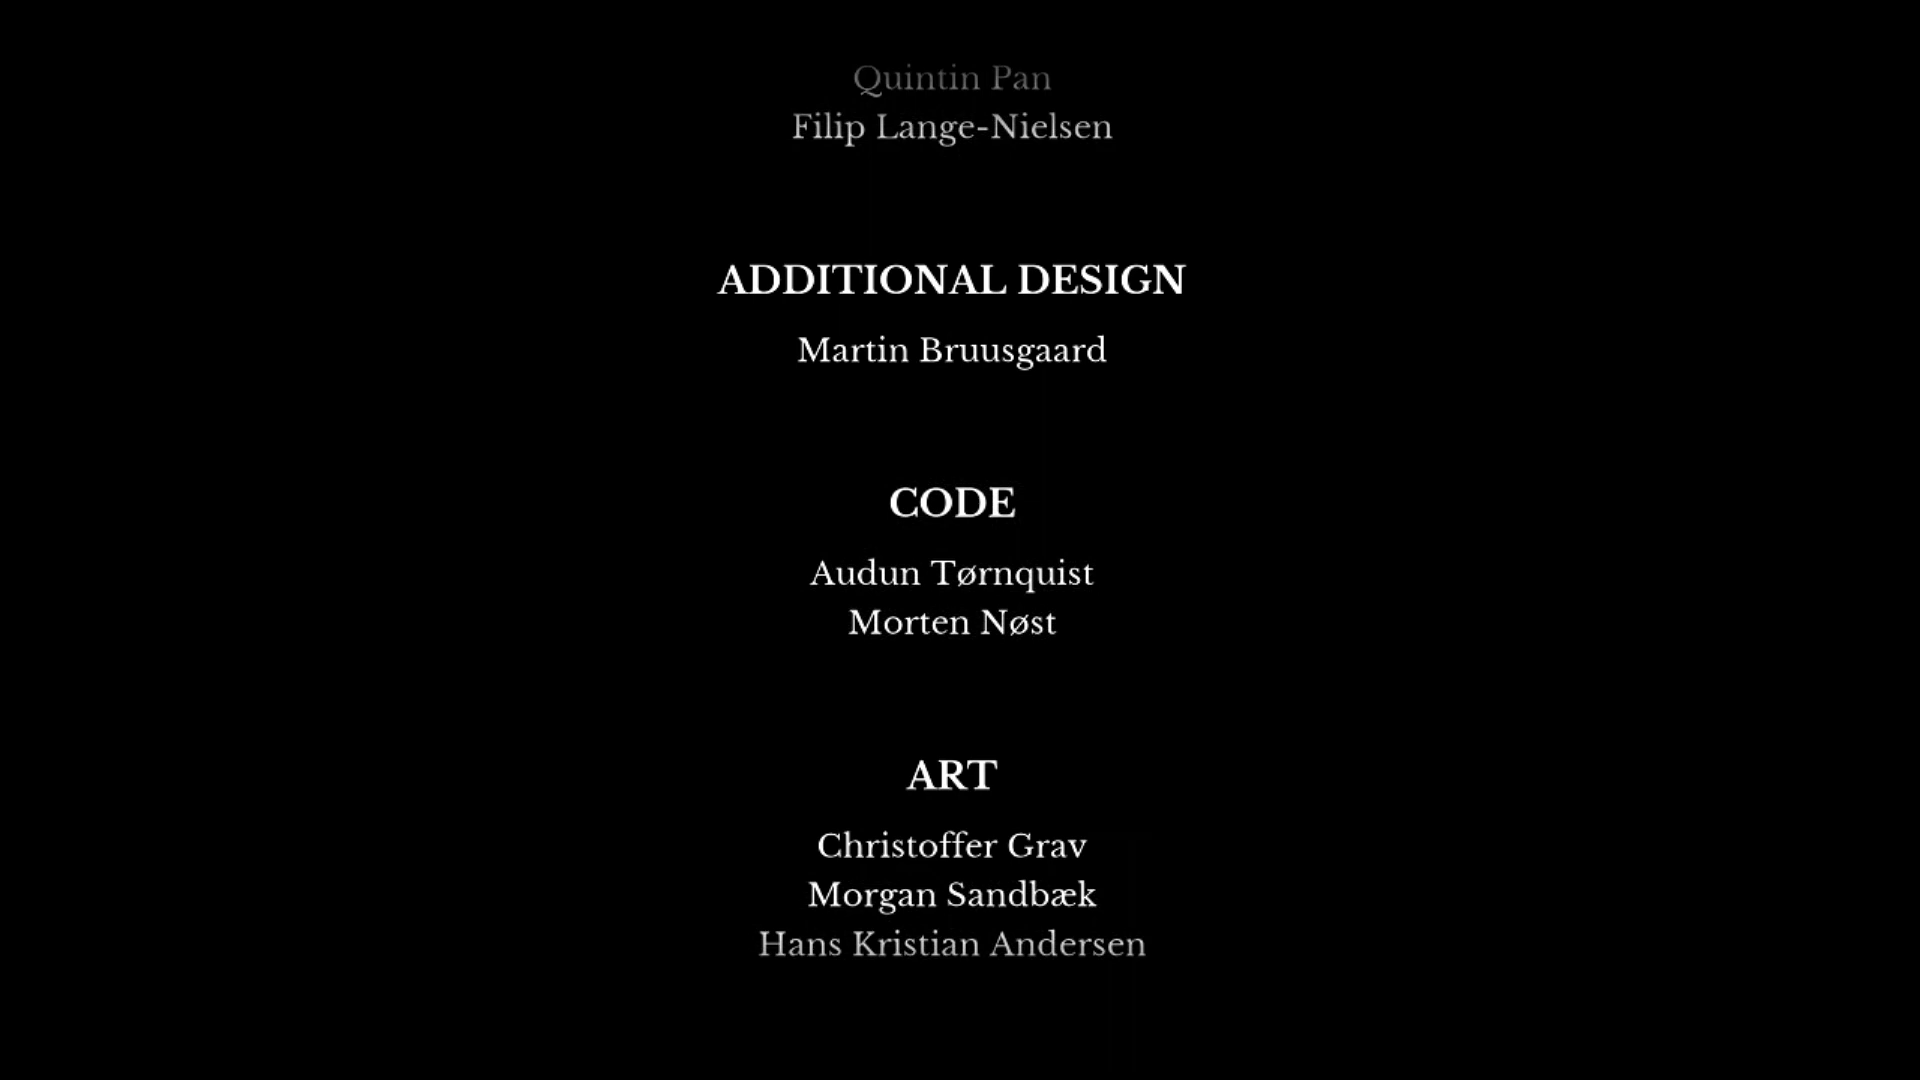 Quintin Pan
Filip Lange-Nielsen
ADDITIONAL DESIGN
Martin Bruusgaard
CODE
Audun Tørnquist
Morten Nøst
ART
Christoffer Grav
Morgan Sandbæk
Hans Kristian Andersen